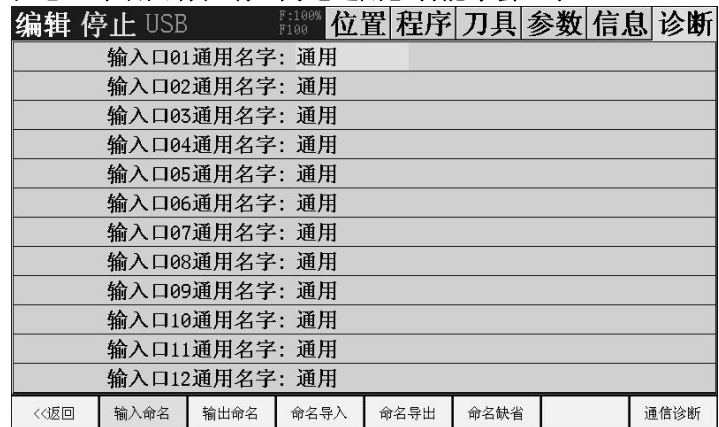 编辑 停止 USB F:100% F100 位置 程序 刀具 参数 信息 诊断
输入口01通用名字: 通用
输入口02通用名字: 通用
输入口03通用名字: 通用
输入口04通用名字: 通用
输入口05通用名字: 通用
输入口06通用名字: 通用
输入口07通用名字: 通用
输入口08通用名字: 通用
输入口09通用名字: 通用
输入口10通用名字: 通用
输入口11通用名字: 通用
输入口12通用名字: 通用
<<返回 输入命名 输出命名 命名导入 命名导出 命名缺省 通信诊断